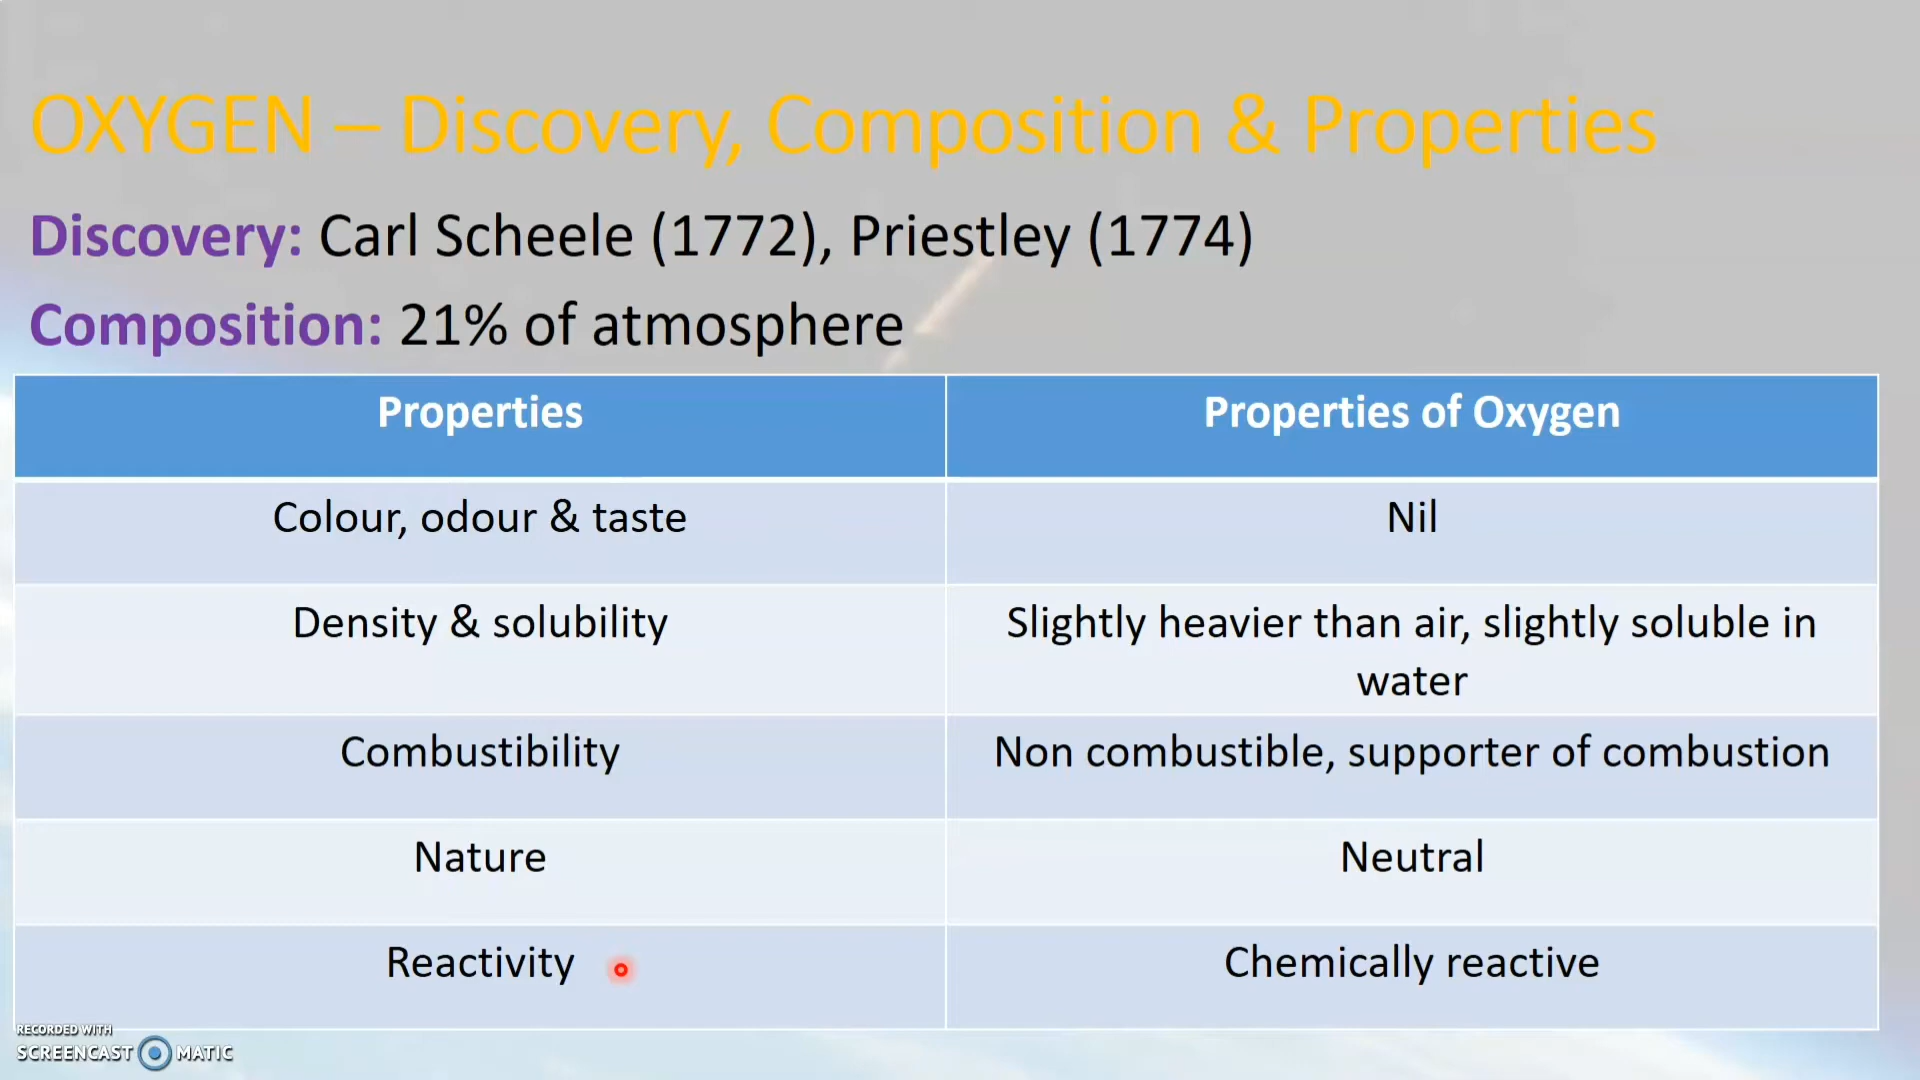 OXYGEN – Discovery, Composition & Properties
Discovery: Carl Scheele (1772), Priestley (1774)
Composition: 21% of atmosphere
Properties
Properties of Oxygen
Colour, odour & taste
Nil
Density & solubility
Slightly heavier than air, slightly soluble in
water
Combustibility
Non combustible, supporter of combustion
Nature
Neutral
Reactivity
Chemically reactive
RECORDED WITH
SCREENCAST MATIC